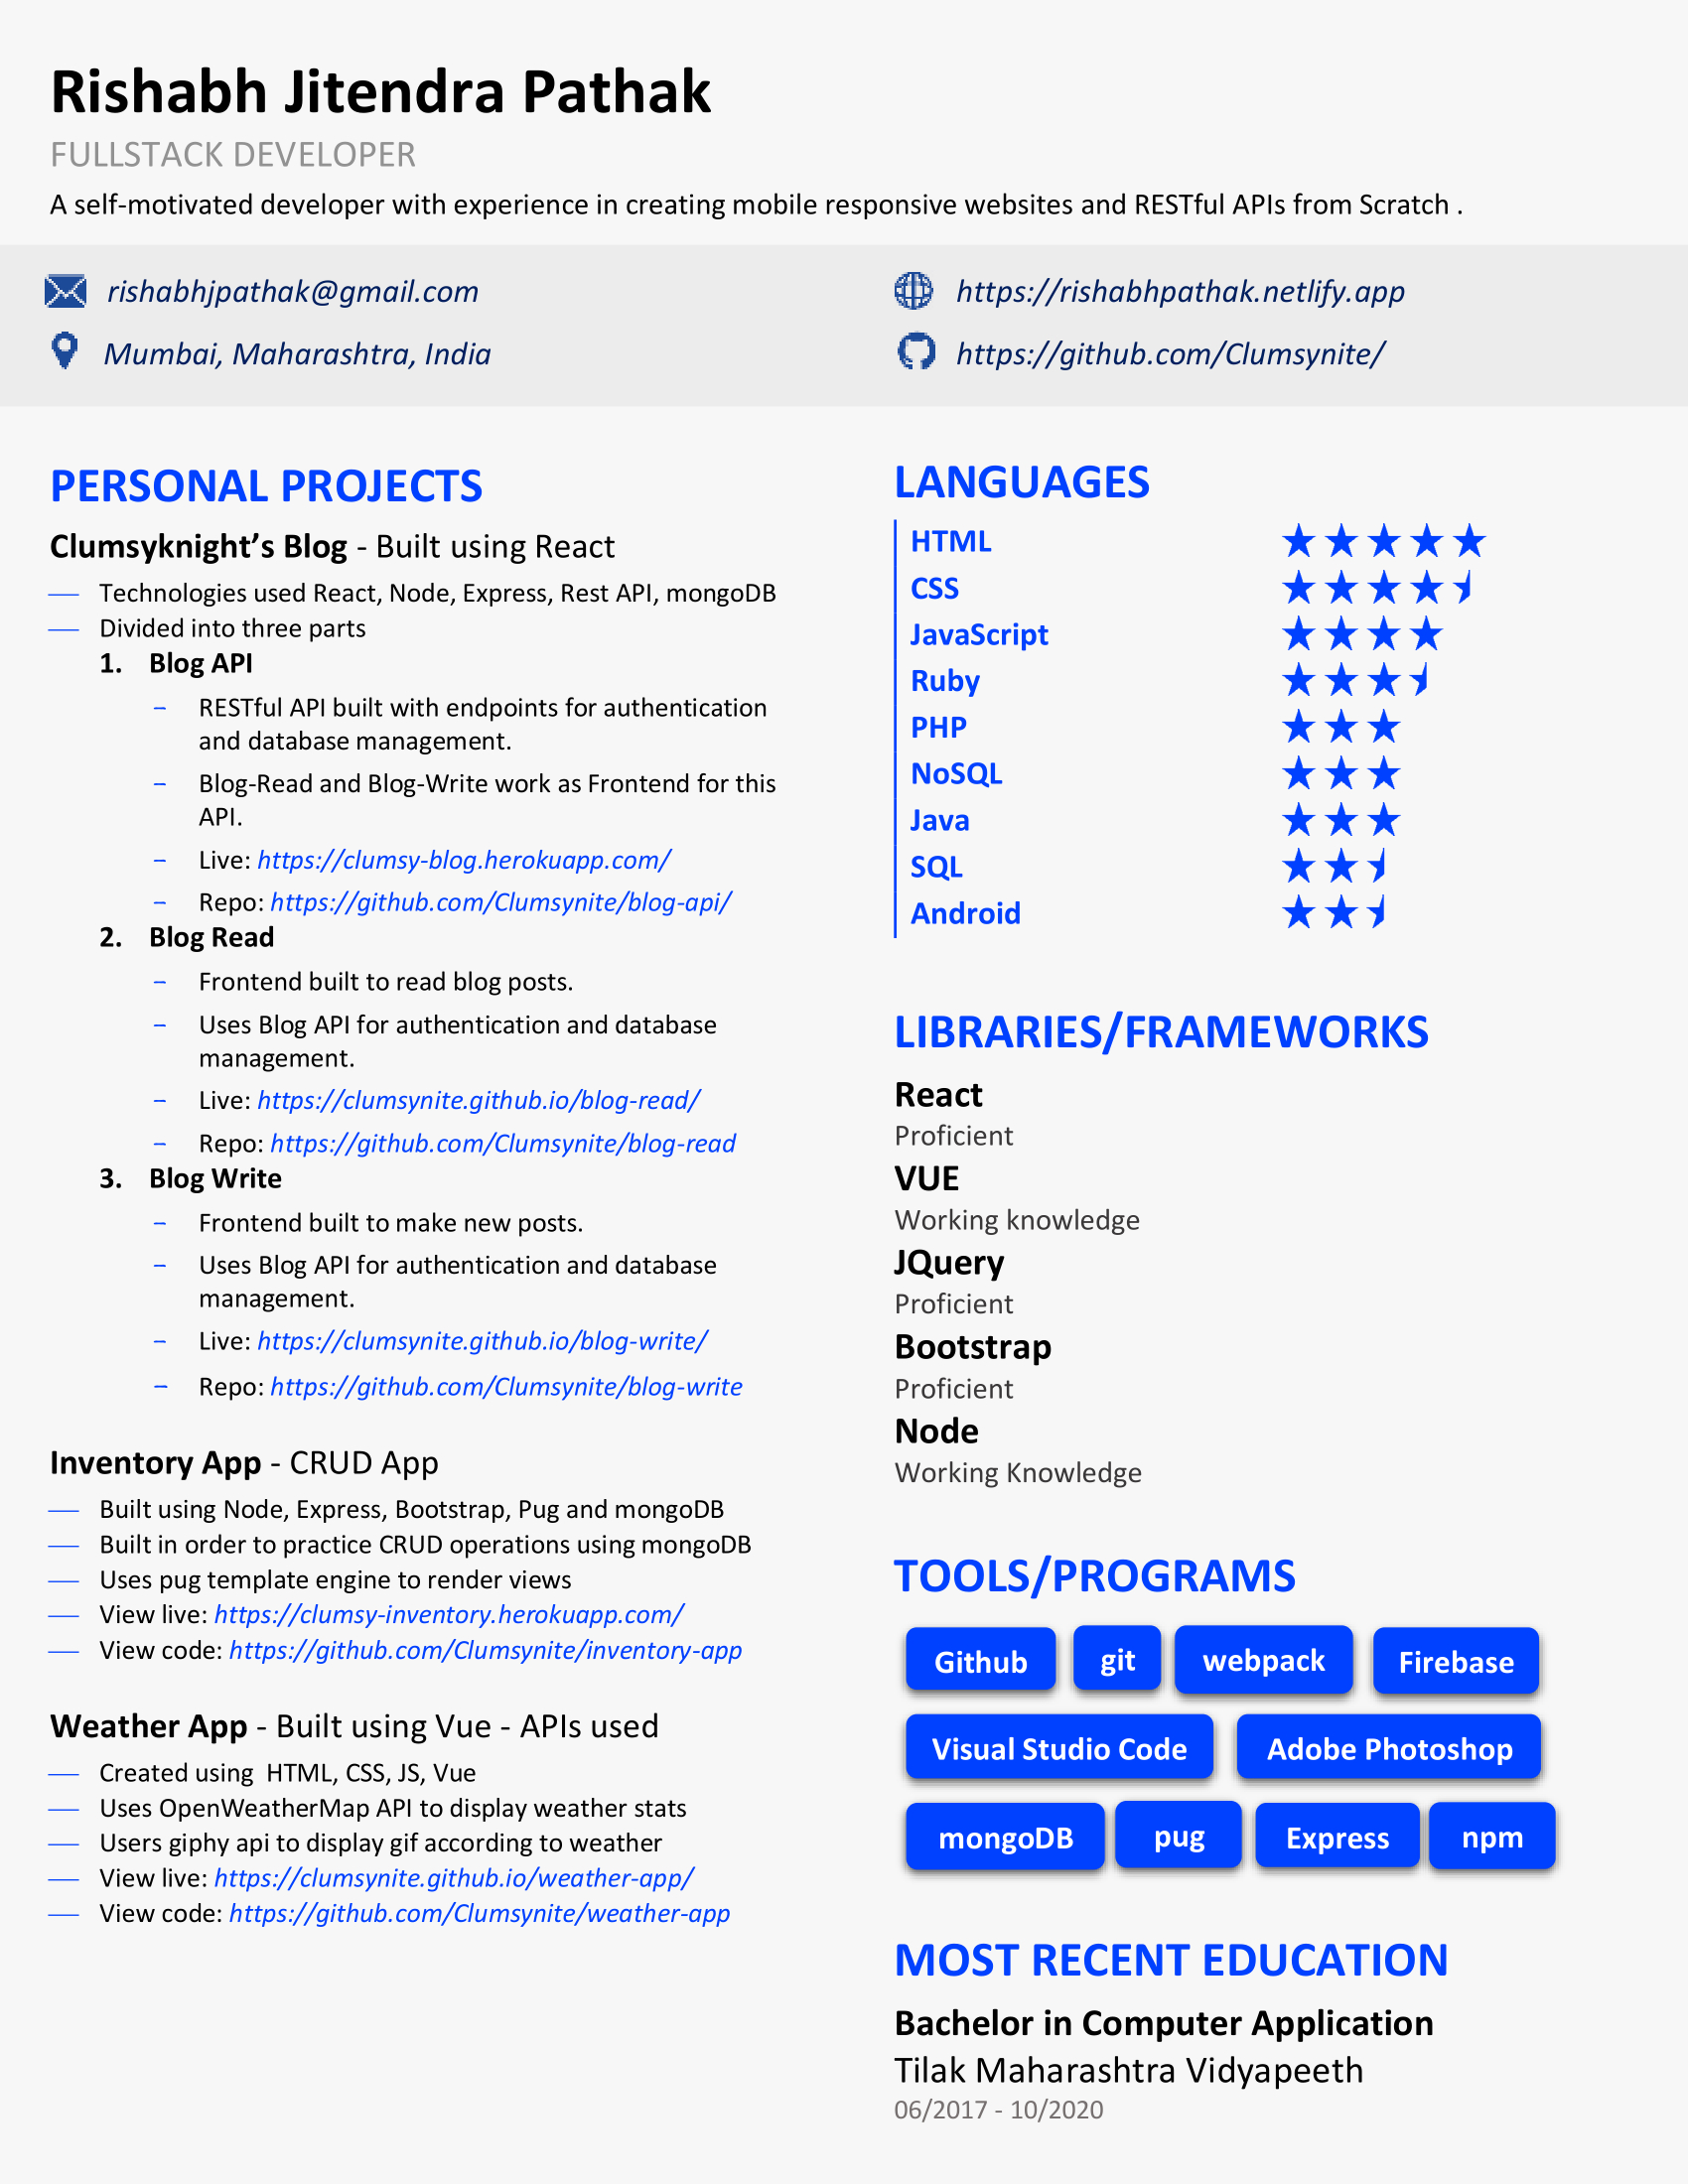 Rishabh Jitendra Pathak
FULLSTACK DEVELOPER
A self-motivated developer with experience in creating mobile responsive websites and RESTful APIs from Scratch .
rishabhjpathak@gmail.com
https://rishabhpathak.netlify.app
Mumbai, Maharashtra, India
https://github.com/Clumsynite/
PERSONAL PROJECTS
Clumsyknight’s Blog - Built using React
— Technologies used React, Node, Express, Rest API, mongoDB
— Divided into three parts
1. Blog API
– RESTful API built with endpoints for authentication
and database management.
– Blog-Read and Blog-Write work as Frontend for this
API.
– Live: https://clumsy-blog.herokuapp.com/
– Repo: https://github.com/Clumsynite/blog-api/
2. Blog Read
– Frontend built to read blog posts.
– Uses Blog API for authentication and database
management.
– Live: https://clumsynite.github.io/blog-read/
– Repo: https://github.com/Clumsynite/blog-read
3. Blog Write
– Frontend built to make new posts.
– Uses Blog API for authentication and database
management.
– Live: https://clumsynite.github.io/blog-write/
– Repo: https://github.com/Clumsynite/blog-write
Inventory App - CRUD App
— Built using Node, Express, Bootstrap, Pug and mongoDB
— Built in order to practice CRUD operations using mongoDB
— Uses pug template engine to render views
— View live: https://clumsy-inventory.herokuapp.com/
— View code: https://github.com/Clumsynite/inventory-app
Weather App - Built using Vue - APIs used
— Created using  HTML, CSS, JS, Vue
— Uses OpenWeatherMap API to display weather stats
— Users giphy api to display gif according to weather
— View live: https://clumsynite.github.io/weather-app/
— View code: https://github.com/Clumsynite/weather-app
LANGUAGES
HTML
CSS
JavaScript
Ruby
PHP
NoSQL
Java
SQL
Android
LIBRARIES/FRAMEWORKS
React
Proficient
VUE
Working knowledge
JQuery
Proficient
Bootstrap
Proficient
Node
Working Knowledge
TOOLS/PROGRAMS
Github git webpack Firebase
Visual Studio Code Adobe Photoshop
mongoDB pug Express npm
MOST RECENT EDUCATION
Bachelor in Computer Application
Tilak Maharashtra Vidyapeeth
06/2017 - 10/2020